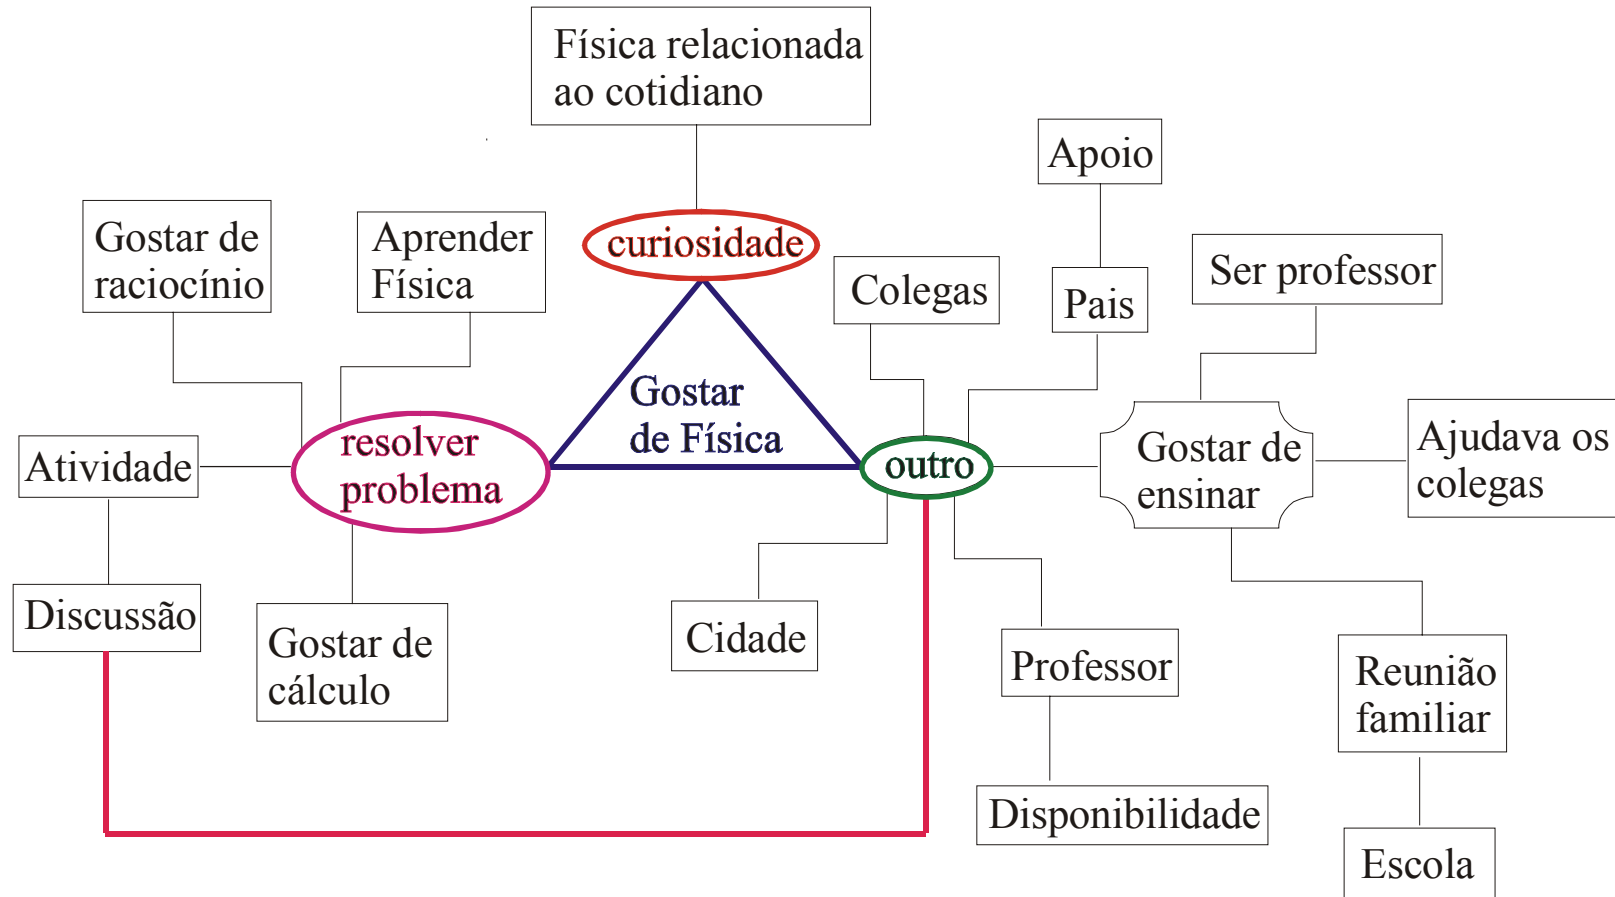 Física relacionada
ao cotidiano
Apoio
Gostar de
raciocínio
Aprender
Física
curiosidade
Colegas
Pais
Ser professor
Gostar
de Física
resolver
problema
Atividade
outro
Gostar de
ensinar
Ajudava os
colegas
Discussão
Gostar de
cálculo
Cidade
Professor
Reunião
familiar
Disponibilidade
Escola